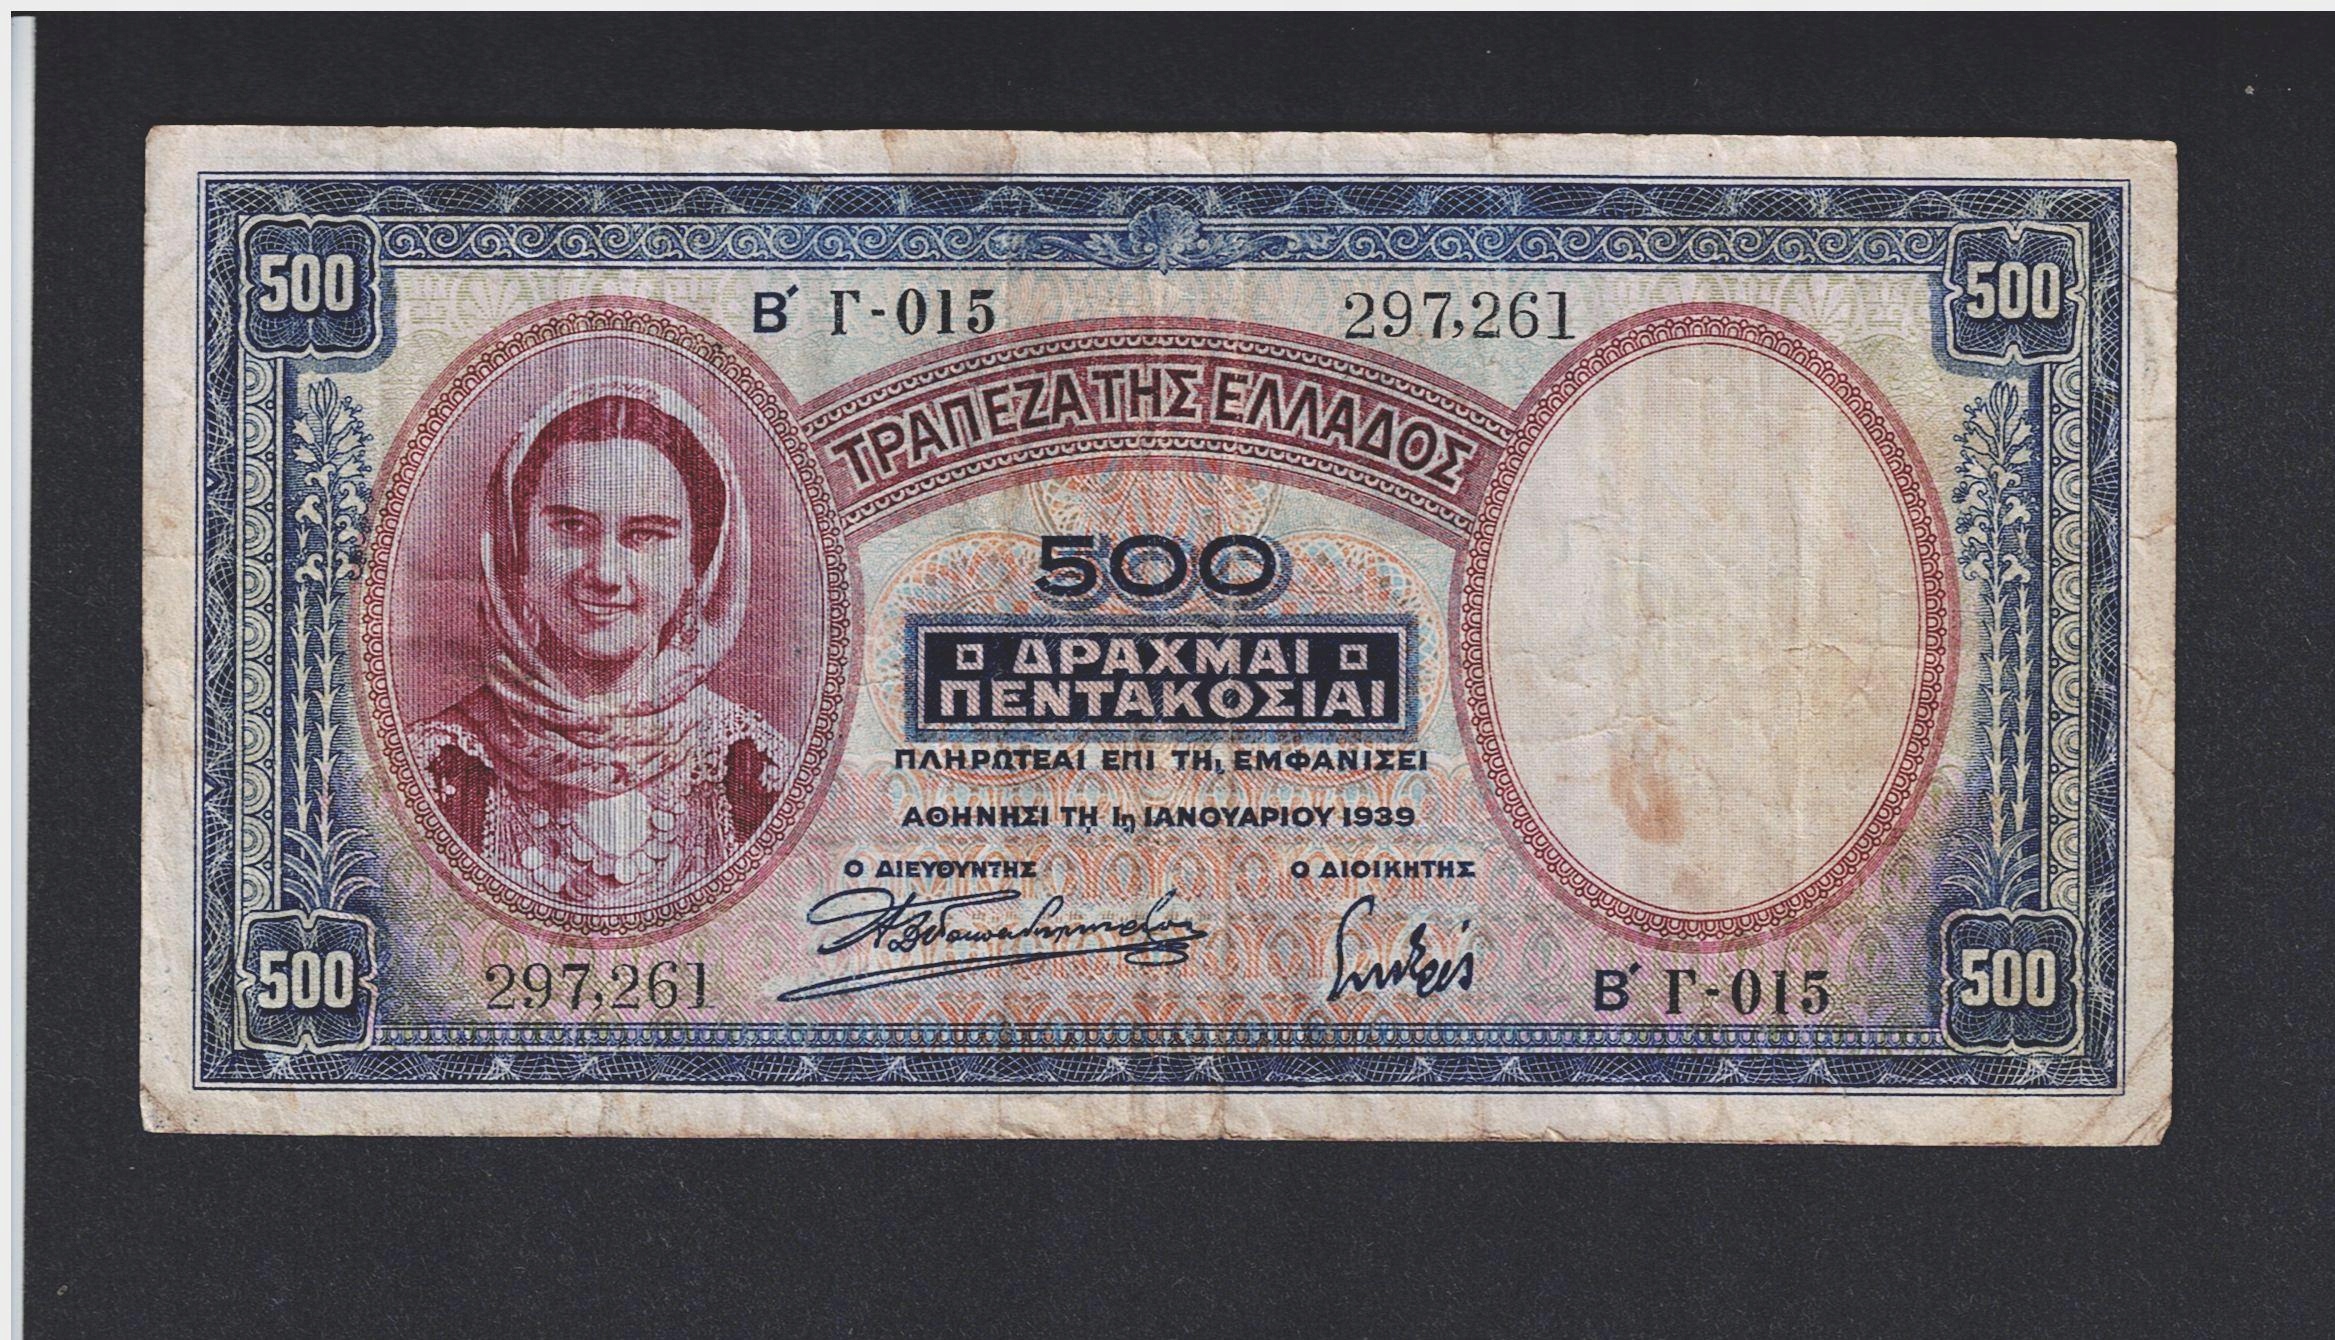 500 500
Β΄ Γ-015 297,261
ΤΡΑΠΕΖΑ ΤΗΣ ΕΛΛΑΔΟΣ
500
ΔΡΑΧΜΑΙ
ΠΕΝΤΑΚΟΣΙΑΙ
ΠΛΗΡΩΤΕΑΙ ΕΠΙ ΤΗι ΕΜΦΑΝΙΣΕΙ
ΑΘΗΝΗΣΙ ΤΗ 1η ΙΑΝΟΥΑΡΙΟΥ 1939
Ο ΔΙΕΥΘΥΝΤΗΣ Ο ΔΙΟΙΚΗΤΗΣ
297,261 Β΄ Γ-015
500 500